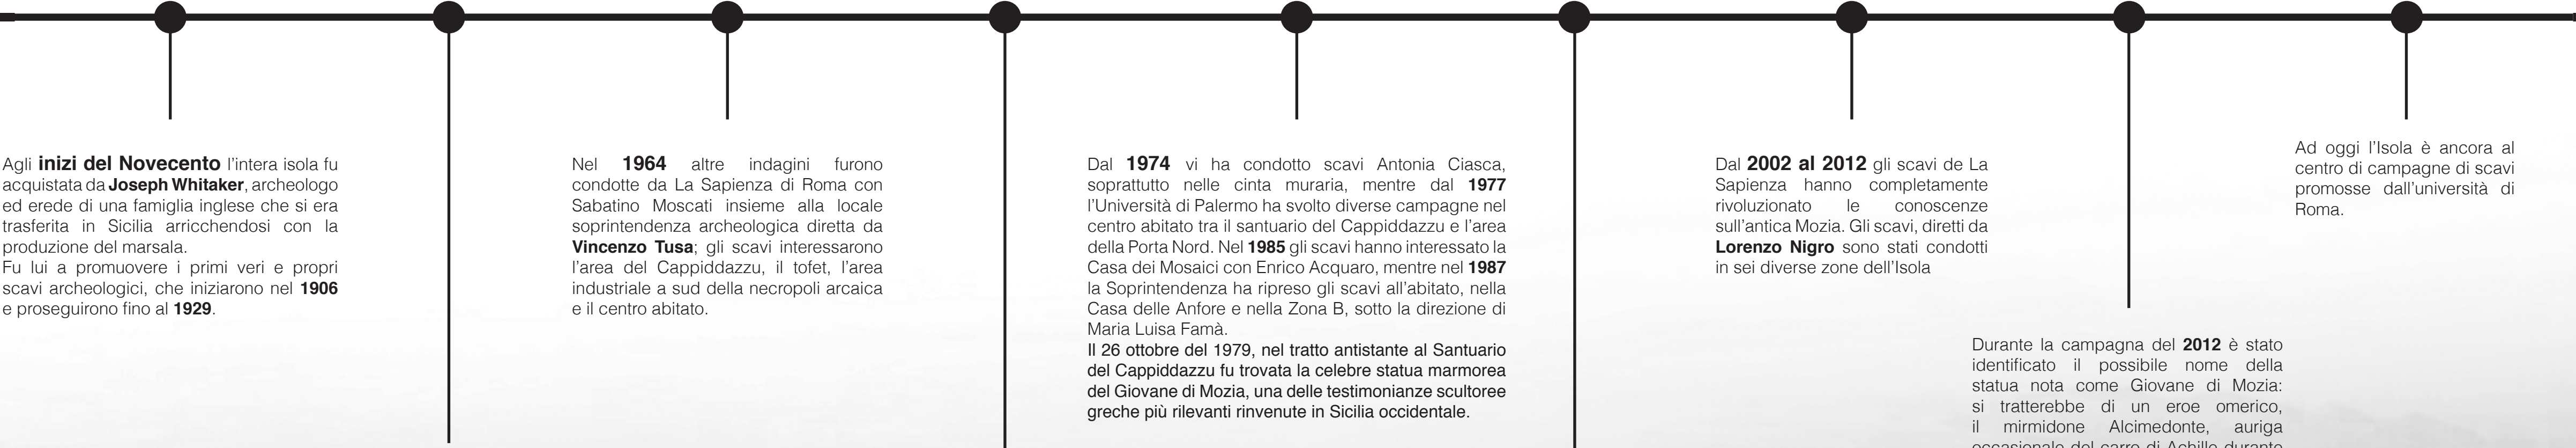 Agli inizi del Novecento l’intera isola fu
acquistata da Joseph Whitaker, archeologo
ed erede di una famiglia inglese che si era
trasferita in Sicilia arricchendosi con la
produzione del marsala.
Fu lui a promuovere i primi veri e propri
scavi archeologici, che iniziarono nel 1906
e proseguirono fino al 1929.
Nel 1964 altre indagini furono
condotte da La Sapienza di Roma con
Sabatino Moscati insieme alla locale
soprintendenza archeologica diretta da
Vincenzo Tusa; gli scavi interessarono
l’area del Cappiddazzu, il tofet, l’area
industriale a sud della necropoli arcaica
e il centro abitato.
Dal 1974 vi ha condotto scavi Antonia Ciasca,
soprattutto nelle cinta muraria, mentre dal 1977
l’Università di Palermo ha svolto diverse campagne nel
centro abitato tra il santuario del Cappiddazzu e l’area
della Porta Nord. Nel 1985 gli scavi hanno interessato la
Casa dei Mosaici con Enrico Acquaro, mentre nel 1987
la Soprintendenza ha ripreso gli scavi all’abitato, nella
Casa delle Anfore e nella Zona B, sotto la direzione di
Maria Luisa Famà.
Il 26 ottobre del 1979, nel tratto antistante al Santuario
del Cappiddazzu fu trovata la celebre statua marmorea
del Giovane di Mozia, una delle testimonianze scultoree
greche più rilevanti rinvenute in Sicilia occidentale.
Dal 2002 al 2012 gli scavi de La
Sapienza hanno completamente
rivoluzionato le conoscenze
sull’antica Mozia. Gli scavi, diretti da
Lorenzo Nigro sono stati condotti
in sei diverse zone dell’Isola
Durante la campagna del 2012 è stato
identificato il possibile nome della
statua nota come Giovane di Mozia:
si tratterebbe di un eroe omerico,
il mirmidone Alcimedonte, auriga
occasionale del carro di Achille durante
Ad oggi l’Isola è ancora al
centro di campagne di scavi
promosse dall’università di
Roma.